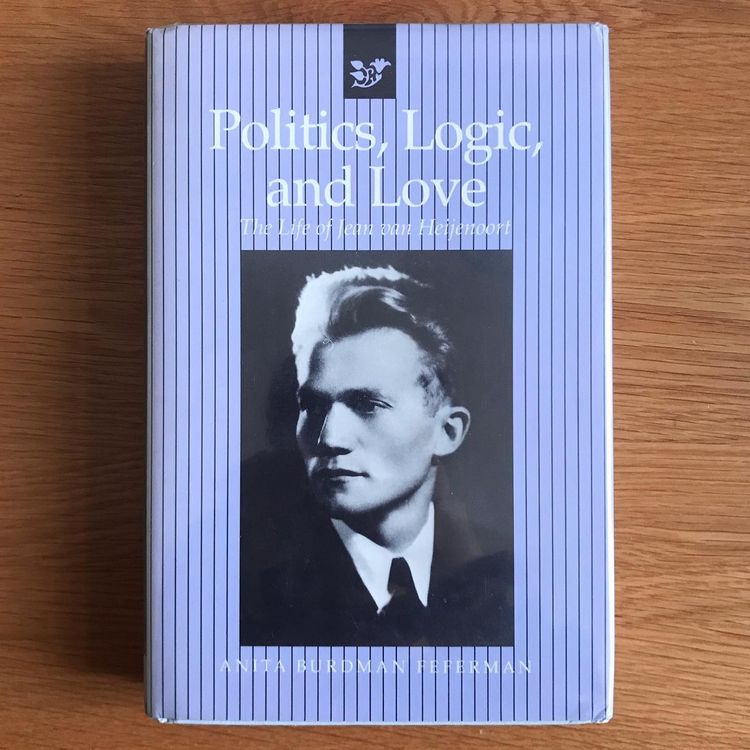 Politics, Logic,
and Love
The Life of Jean van Heijenoort
ANITA BURDMAN FEFERMAN